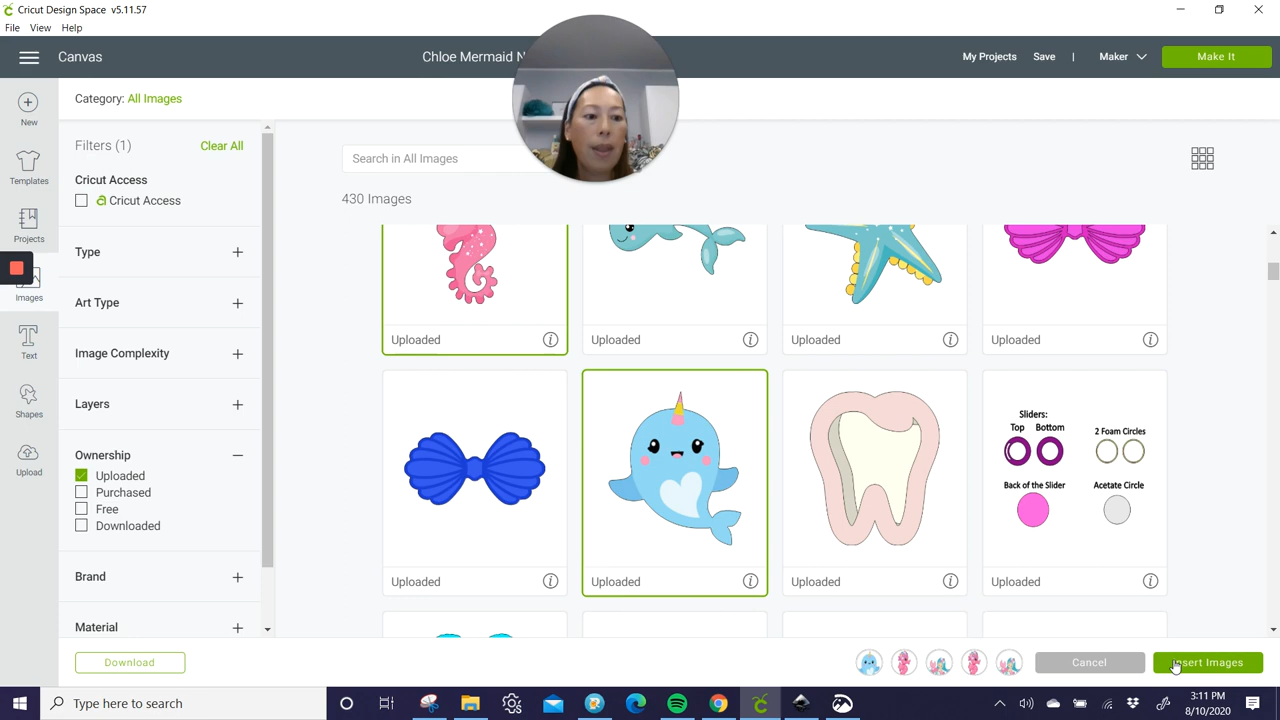 Cricut Design Space v5.11.57
File View Help
Canvas
Chloe Mermaid
My Projects Save | Maker Make It
New
Templates
Projects
Images
Text
Shapes
Upload
Category: All Images
Filters (1) Clear All
Cricut Access
Cricut Access
Type
Art Type
Image Complexity
Layers
Ownership
Uploaded
Purchased
Free
Downloaded
Brand
Material
Search in All Images
430 Images
Uploaded Uploaded Uploaded Uploaded
Sliders:
Top Bottom
2 Foam Circles
Back of the Slider
Acetate Circle
Uploaded Uploaded Uploaded Uploaded
Download
Cancel
Insert Images
Type here to search
3:11 PM
8/10/2020